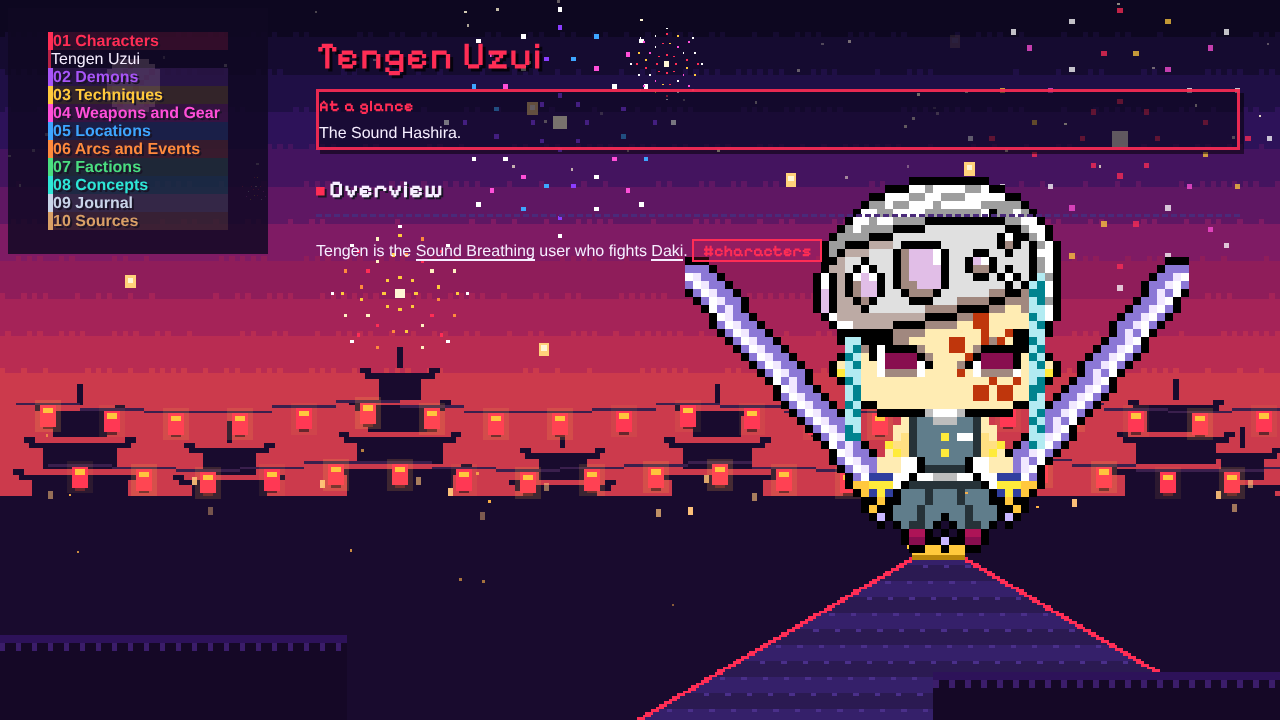 01 Characters
Tengen Uzui
02 Demons
03 Techniques
04 Weapons and Gear
05 Locations
06 Arcs and Events
07 Factions
08 Concepts
09 Journal
10 Sources
Tengen Uzui
At a glance
The Sound Hashira.
Overview
Tengen is the Sound Breathing user who fights Daki. #characters